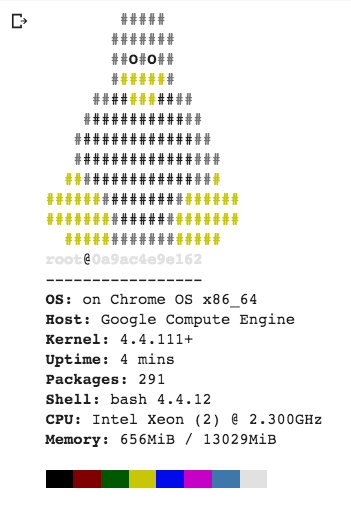 #####
       #######
       ##O#O##
       #######
     ###########
    #############
   ###############
   ################
  #################
#####################
#####################
  #################
root@0a9ac4e9e162
-----------------
OS: on Chrome OS x86_64
Host: Google Compute Engine
Kernel: 4.4.111+
Uptime: 4 mins
Packages: 291
Shell: bash 4.4.12
CPU: Intel Xeon (2) @ 2.300GHz
Memory: 656MiB / 13029MiB